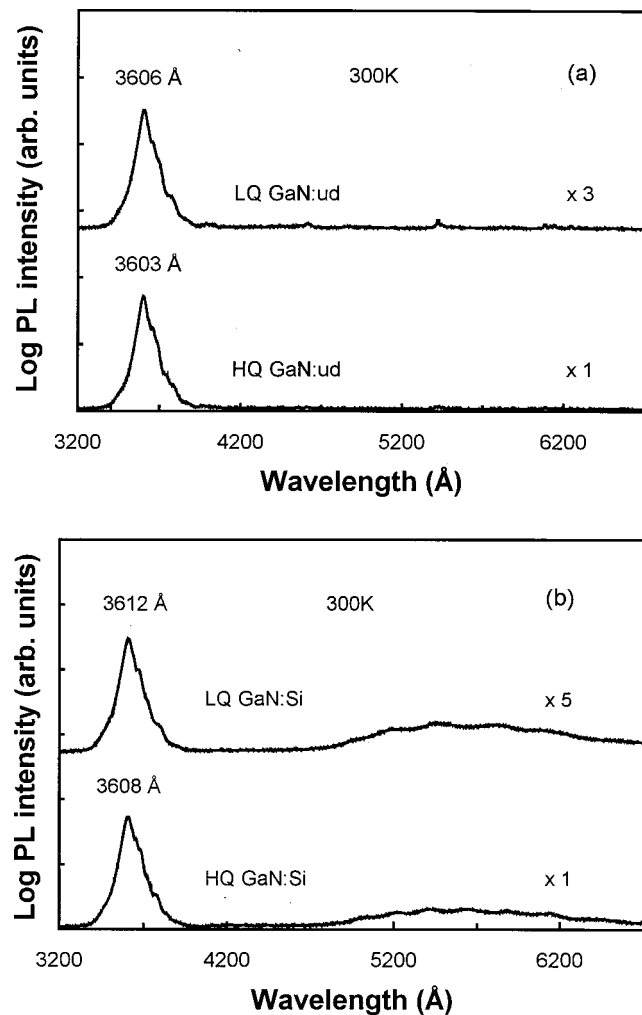 3606 Å
300K
(a)
LQ GaN:ud
x 3
3603 Å
HQ GaN:ud
x 1
Log PL intensity (arb. units)
3200 4200 5200 6200
Wavelength (Å)
3612 Å
300K
(b)
LQ GaN:Si
x 5
3608 Å
HQ GaN:Si
x 1
Log PL intensity (arb. units)
3200 4200 5200 6200
Wavelength (Å)